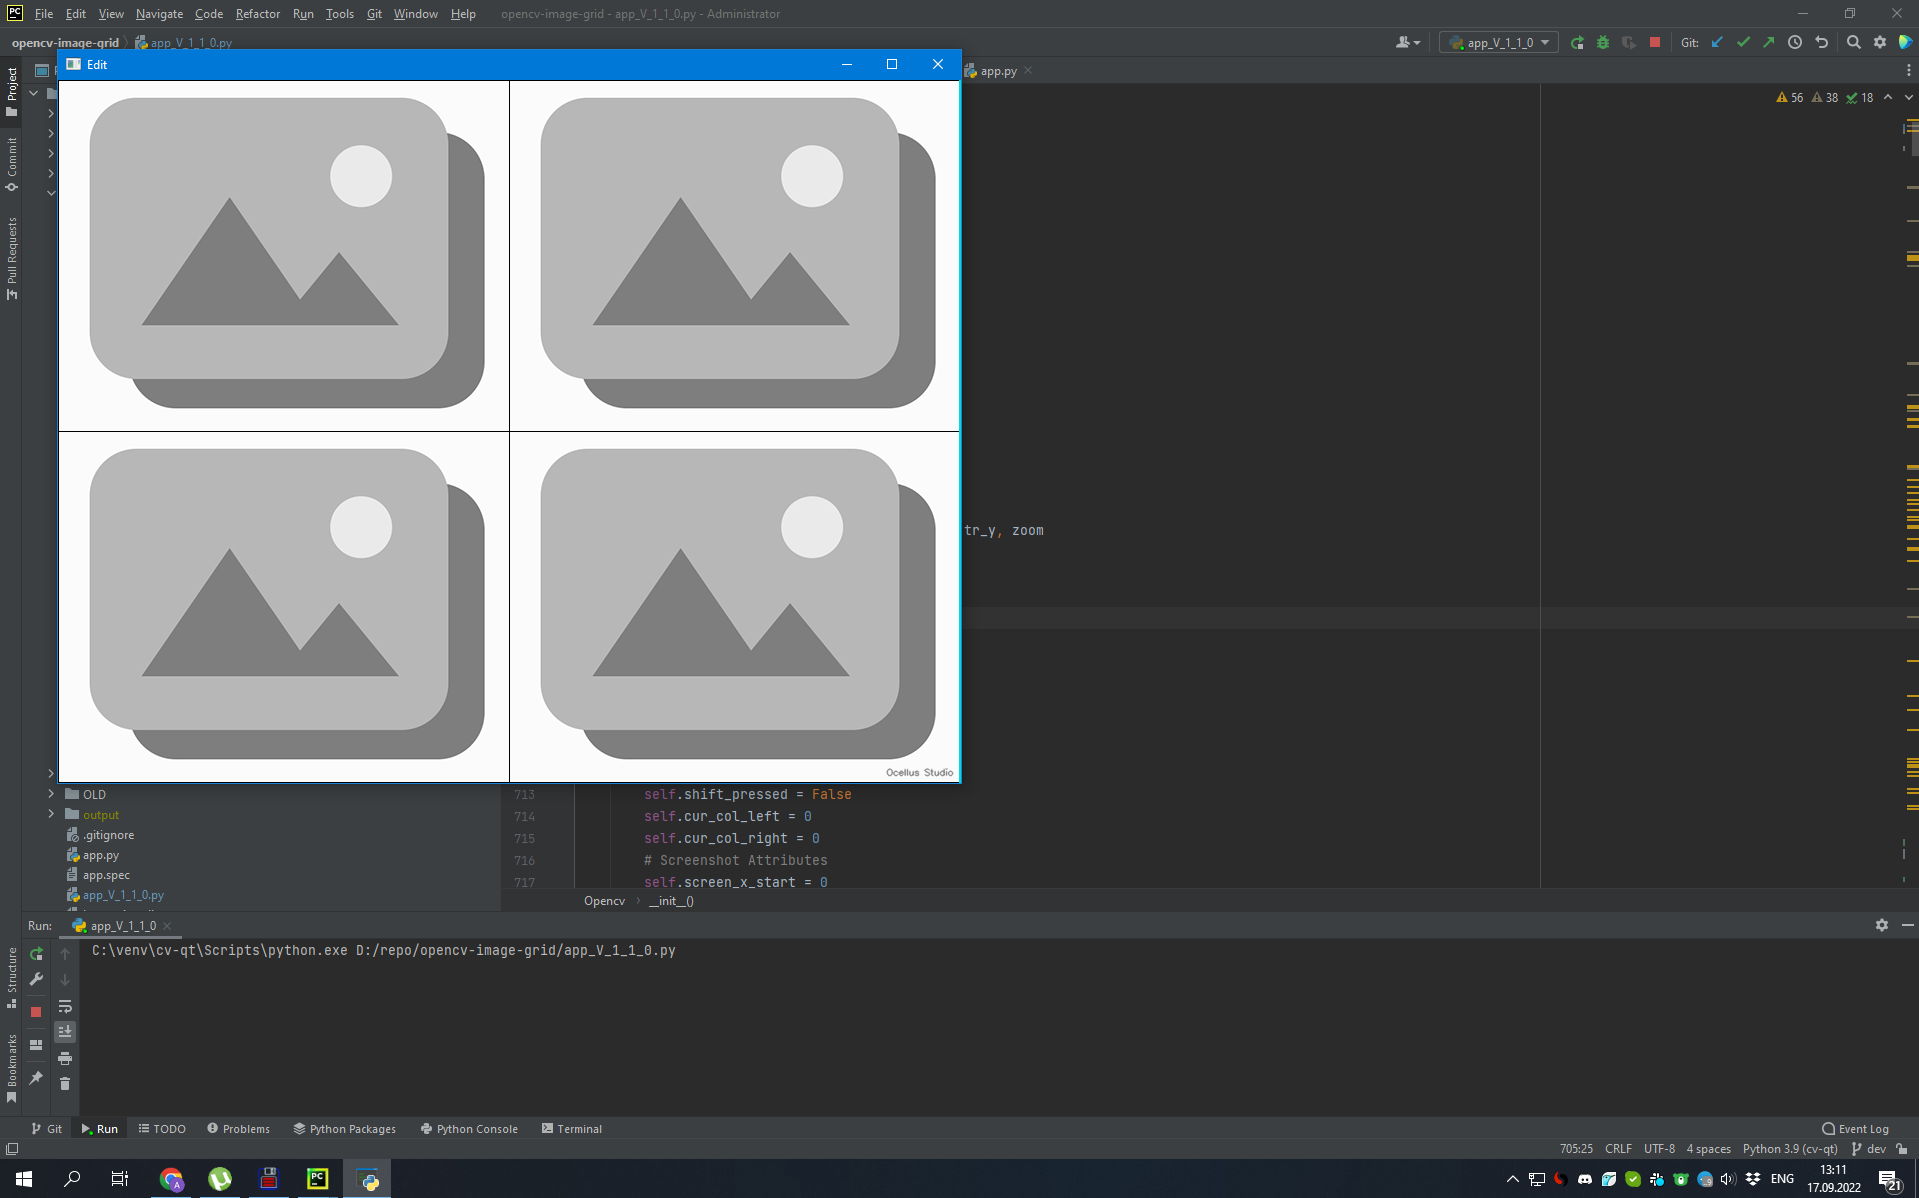 PC File Edit View Navigate Code Refactor Run Tools Git Window Help opencv-image-grid - app_V_1_1_0.py - Administrator
opencv-image-grid app_V_1_1_0.py app_V_1_1_0 Git:
Edit
app.py
56 38 18
Project
Commit
Pull Requests
tr_y, zoom
Ocellus Studio
OLD
output
.gitignore
app.py
app.spec
app_V_1_1_0.py
713 self.shift_pressed = False
714 self.cur_col_left = 0
715 self.cur_col_right = 0
716 # Screenshot Attributes
717 self.screen_x_start = 0
Opencv __init__()
Run: app_V_1_1_0
C:\venv\cv-qt\Scripts\python.exe D:/repo/opencv-image-grid/app_V_1_1_0.py
Structure
Bookmarks
Git Run TODO Problems Python Packages Python Console Terminal Event Log
705:25 CRLF UTF-8 4 spaces Python 3.9 (cv-qt) dev
PC ENG 13:11
17.09.2022 21